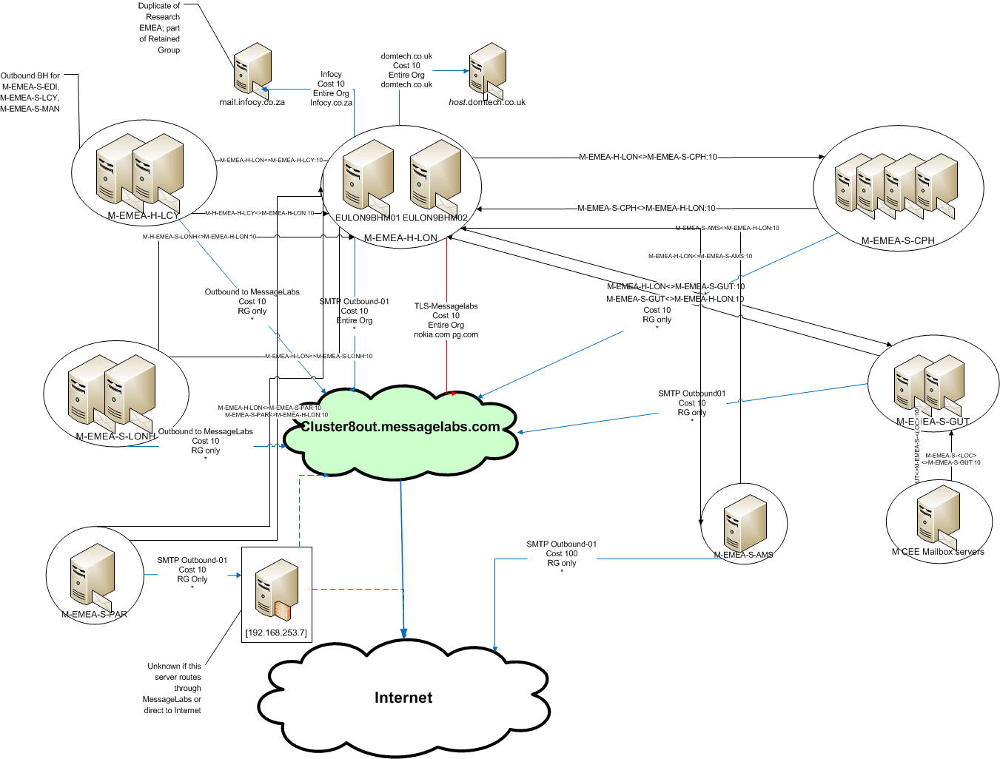 Duplicate of
Research
EMEA; part
of Retained
Group
Outbound BH for
M-EMEA-S-EDI,
M-EMEA-S-LCY,
M-EMEA-S-MAN
mail.infocy.co.za
Infocy
Cost 10
Entire Org
Infocy.co.za
domtech.co.uk
Cost 10
Entire Org
domtech.co.uk
host.domtech.co.uk
M-EMEA-H-LCY
M-EMEA-H-LON<>M-EMEA-H-LCY:10
M-H-EMEA-HCY<>M-EMEA-H-LON:10
M-H-EMEA-S-LONH<>M-EMEA-H-LON:10
EULON9BHM01
EULON9BHM02
M-EMEA-H-LON
M-EMEA-H-LON<>M-EMEA-S-CPH:10
M-EMEA-S-CPH<>M-EMEA-H-LON:10
M-EMEA-S-CPH
M-EMEA-S-AMS<>M-EMEA-H-LON:10
M-EMEA-H-LON<>M-EMEA-S-AMS:10
M-EMEA-H-LON<>M-EMEA-S-GUT:10
M-EMEA-S-GUT<>M-EMEA-H-LON:10
Cost 10
RG only
*
Outbound to MessageLabs
Cost 10
RG only
*
SMTP Outbound-01
Cost 10
Entire Org
*
TLS-Messagelabs
Cost 10
Entire Org
nokia.com pg.com
M-EMEA-H-LON<>M-EMEA-S-LONH:10
M-EMEA-S-LONH
M-EMEA-H-LON<>M-EMEA-S-PAR:10
M-EMEA-S-PAR<>M-EMEA-H-LON:10
Outbound to MessageLabs
Cost 10
RG only
*
Cluster8out.messagelabs.com
SMTP Outbound01
Cost 10
RG only
*
M-EMEA-S-GUT
UT<>M-EMEA-S-<LOC>:10
M-EMEA-S-<LOC>
<>M-EMEA-S-GUT:10
M CEE Mailbox servers
M-EMEA-S-AMS
SMTP Outbound-01
Cost 100
RG only
*
M-EMEA-S-PAR
SMTP Outbound-01
Cost 10
RG Only
*
[192.168.253.7]
Unknown if this
server routes
through
MessageLabs or
direct to Internet
Internet